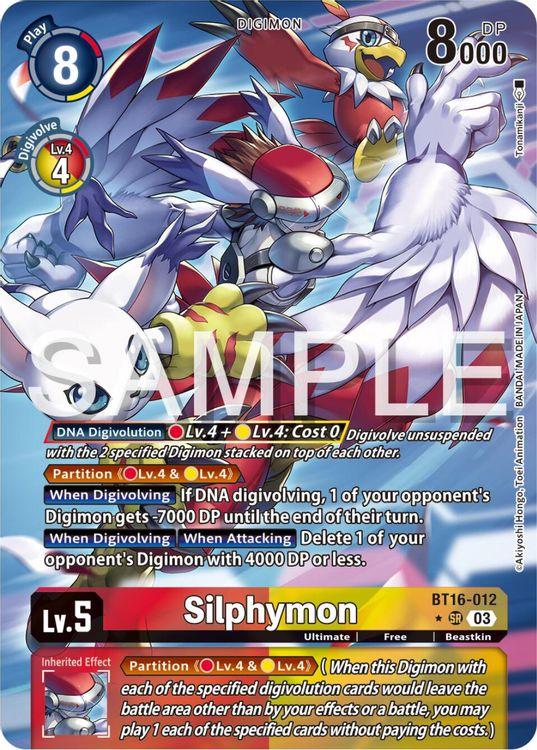 DIGIMON
Play
8
8000
DP
Digivolve
Lv.4
4
Tonamikanji
SAMPLE
©Akiyoshi Hongo, Toei Animation BANDAI MADE IN JAPAN
DNA Digivolution Lv.4 + Lv.4: Cost 0 Digivolve unsuspended
with the 2 specified Digimon stacked on top of each other.
Partition 《Lv.4 & Lv.4》
When Digivolving If DNA digivolving, 1 of your opponent's
Digimon gets -7000 DP until the end of their turn.
When Digivolving When Attacking Delete 1 of your
opponent's Digimon with 4000 DP or less.
Lv.5
Silphymon
BT16-012
SR 03
Ultimate Free Beastkin
Inherited Effect
Partition 《Lv.4 & Lv.4》 (When this Digimon with
each of the specified digivolution cards would leave the
battle area other than by your effects or a battle, you may
play 1 each of the specified cards without paying the costs.)